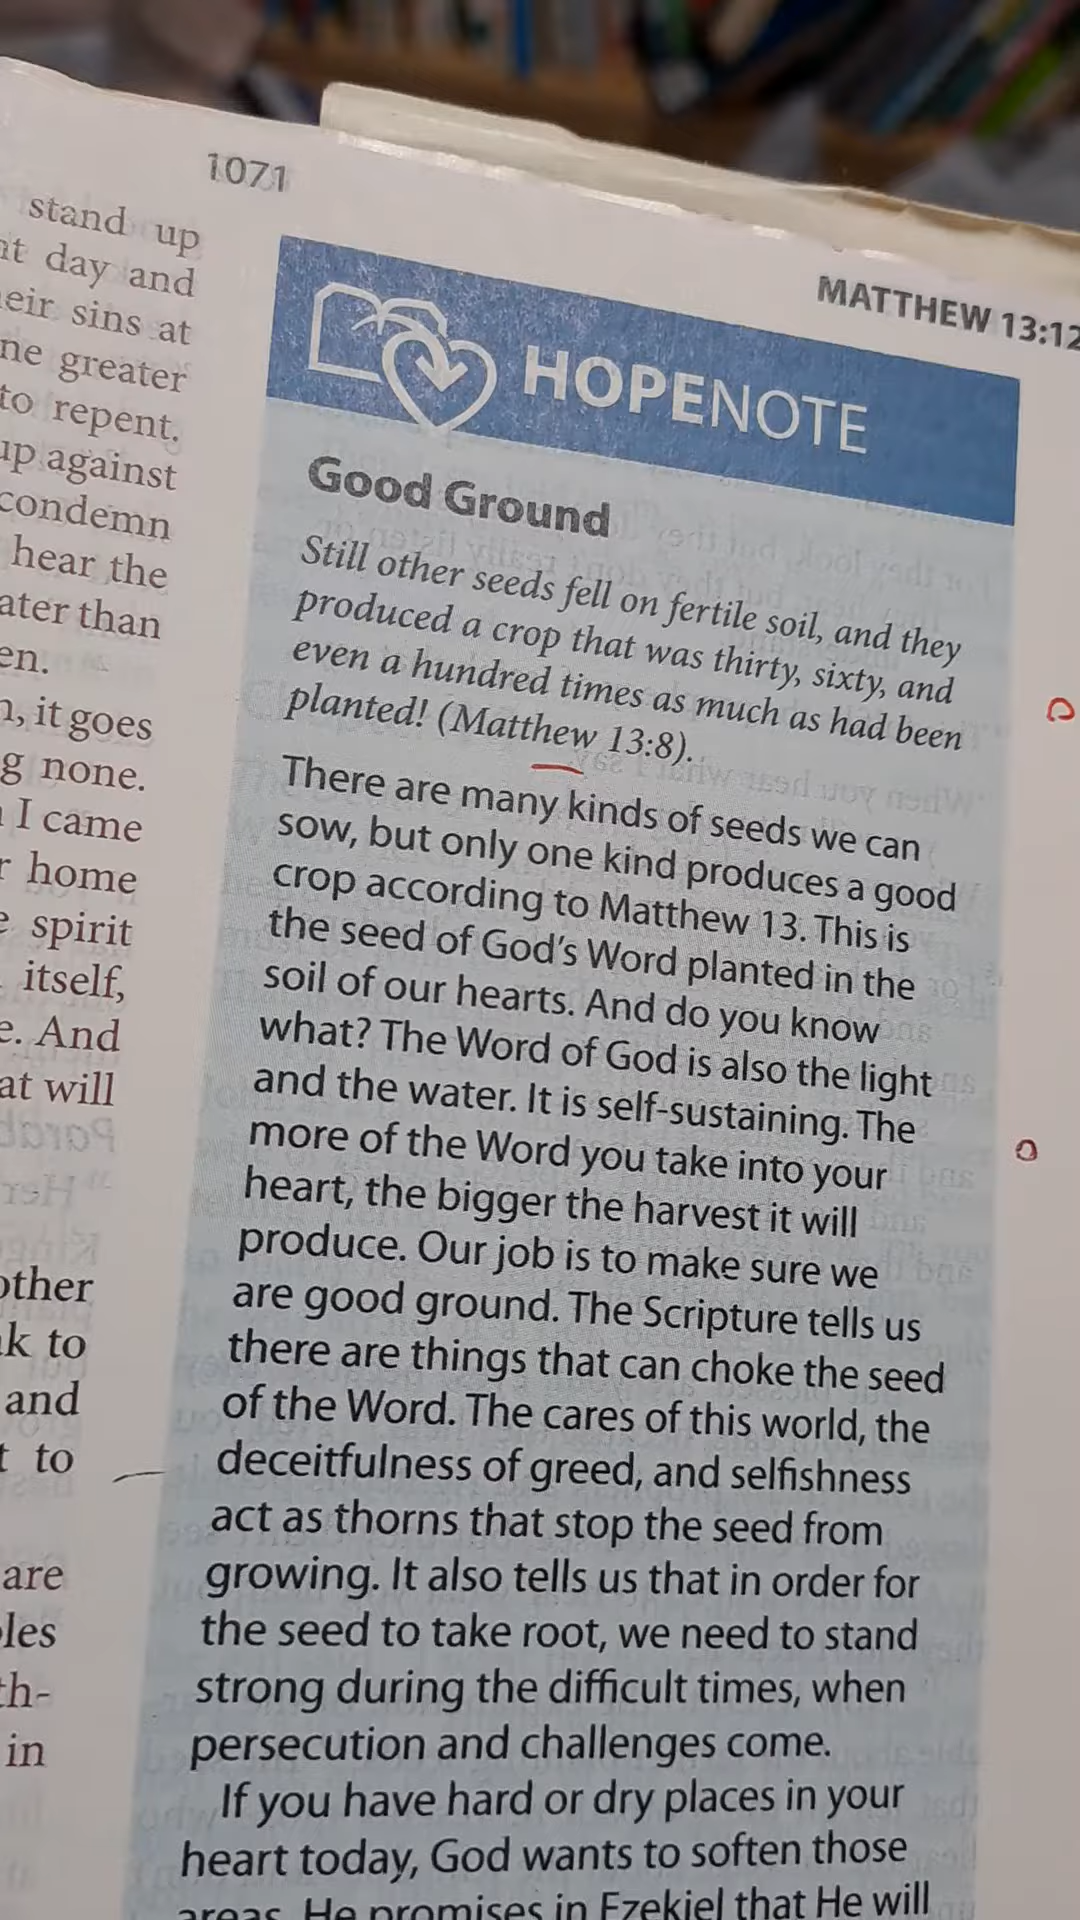 1071
MATTHEW 13:12
stand up
day and
sins at
greater
to repent.
up against
condemn
hear the
than
it goes
none.
I came
home
spirit
itself,
And
at will
other
to
and
to
are
in
HOPENOTE
Good Ground
Still other seeds fell on fertile soil, and they
produced a crop that was thirty, sixty, and
even a hundred times as much as had been
planted! (Matthew 13:8).
There are many kinds of seeds we can
sow, but only one kind produces a good
crop according to Matthew 13. This is
the seed of God's Word planted in the
soil of our hearts. And do you know
what? The Word of God is also the light
and the water. It is self-sustaining. The
more of the Word you take into your
heart, the bigger the harvest it will
produce. Our job is to make sure we
are good ground. The Scripture tells us
there are things that can choke the seed
of the Word. The cares of this world, the
deceitfulness of greed, and selfishness
act as thorns that stop the seed from
growing. It also tells us that in order for
the seed to take root, we need to stand
strong during the difficult times, when
persecution and challenges come.
If you have hard or dry places in your
heart today, God wants to soften those
areas. He promises in Ezekiel that He will